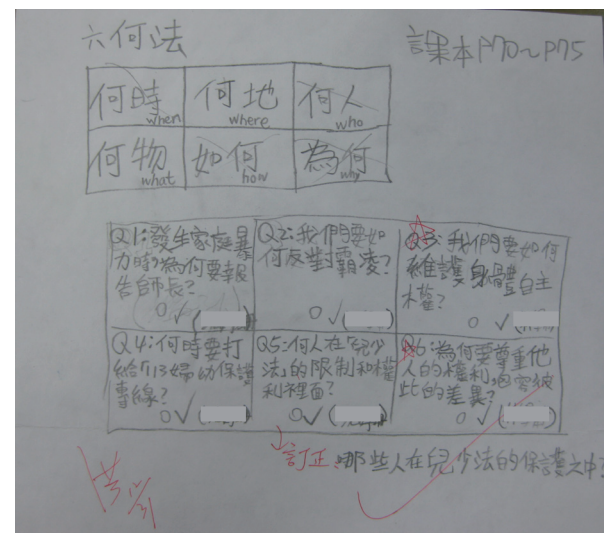 六何法
課本P70～P75
何時 when
何地 where
何人 who
何物 what
如何 how
為何 why
Q1:發生家庭暴
力時,為何要報
告師長?
○✓
Q2:我們要如
何反對霸凌?
○✓
Q3:我們要如何
維護身體自主
權?
○✓
Q4:何時要打
給「113婦幼保護
專線?
○✓
Q5:何人在「兒少
法」的限制和權
利裡面?
○✓
Q6:為何要尊重他
人的權利,包容彼
此的差異?
○✓
訂正:哪些人在兒少法的保護之中?